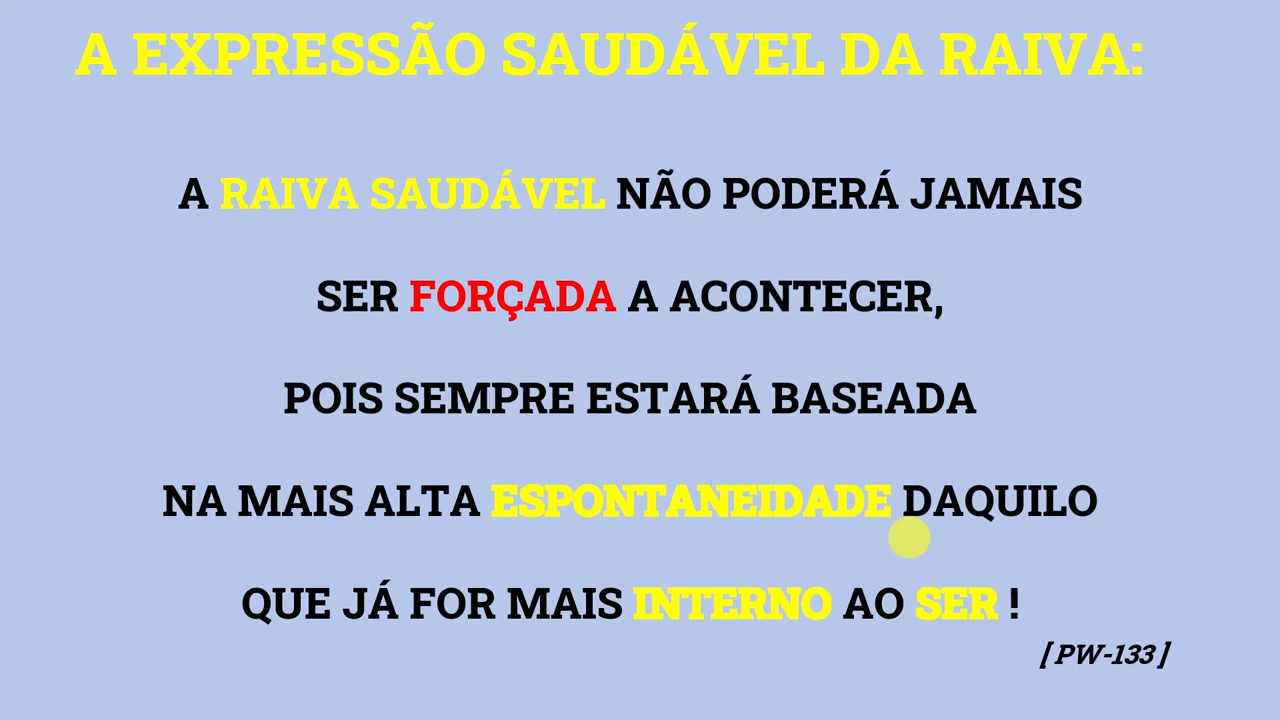 A EXPRESSÃO SAUDÁVEL DA RAIVA:
A RAIVA SAUDÁVEL NÃO PODERÁ JAMAIS
SER FORÇADA A ACONTECER,
POIS SEMPRE ESTARÁ BASEADA
NA MAIS ALTA ESPONTANEIDADE DAQUILO
QUE JÁ FOR MAIS INTERNO AO SER !
[ PW-133 ]